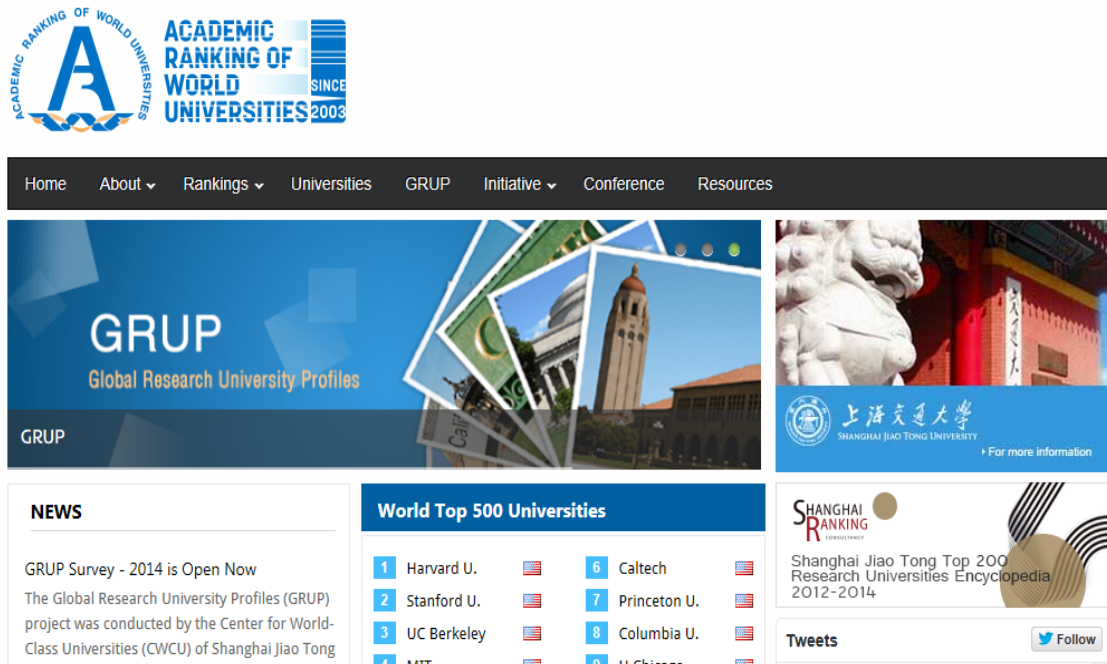 ACADEMIC RANKING OF WORLD UNIVERSITIES
ACADEMIC
RANKING OF
WORLD
UNIVERSITIES
SINCE
2003
Home
About
Rankings
Universities
GRUP
Initiative
Conference
Resources
GRUP
Global Research University Profiles
GRUP
上海交通大学
SHANGHAI JIAO TONG UNIVERSITY
For more information
NEWS
GRUP Survey - 2014 is Open Now
The Global Research University Profiles (GRUP)
project was conducted by the Center for World-
Class Universities (CWCU) of Shanghai Jiao Tong
World Top 500 Universities
1 Harvard U.
2 Stanford U.
3 UC Berkeley
4 MIT
6 Caltech
7 Princeton U.
8 Columbia U.
9 U Chicago
SHANGHAI
RANKING
CONSULTANCY
Shanghai Jiao Tong Top 200
Research Universities Encyclopedia
2012-2014
Tweets
Follow